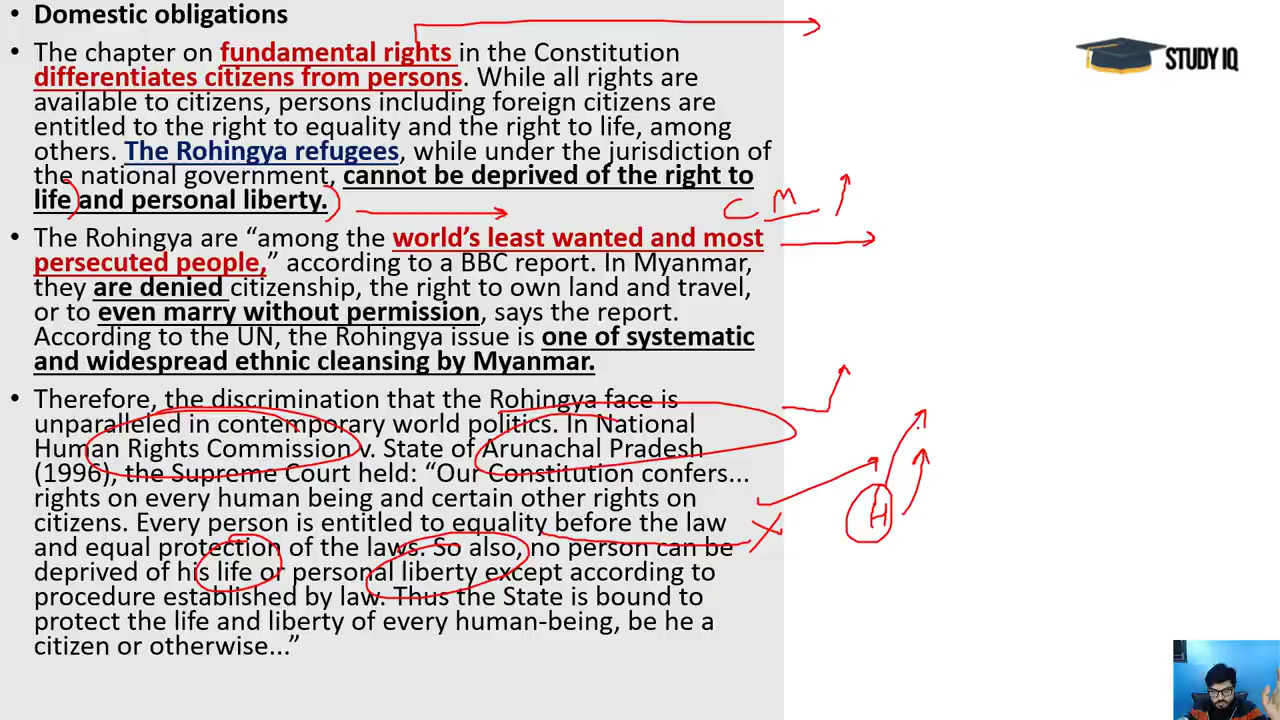 • Domestic obligations
• The chapter on fundamental rights in the Constitution
differentiates citizens from persons. While all rights are
available to citizens, persons including foreign citizens are
entitled to the right to equality and the right to life, among
others. The Rohingya refugees, while under the jurisdiction of
the national government, cannot be deprived of the right to
life and personal liberty.
• The Rohingya are “among the world’s least wanted and most
persecuted people,” according to a BBC report. In Myanmar,
they are denied citizenship, the right to own land and travel,
or to even marry without permission, says the report.
According to the UN, the Rohingya issue is one of systematic
and widespread ethnic cleansing by Myanmar.
• Therefore, the discrimination that the Rohingya face is
unparalleled in contemporary world politics. In National
Human Rights Commission v. State of Arunachal Pradesh
(1996), the Supreme Court held: “Our Constitution confers...
rights on every human being and certain other rights on
citizens. Every person is entitled to equality before the law
and equal protection of the laws. So also, no person can be
deprived of his life or personal liberty except according to
procedure established by law. Thus the State is bound to
protect the life and liberty of every human-being, be he a
citizen or otherwise...”
STUDY IQ
C M
H